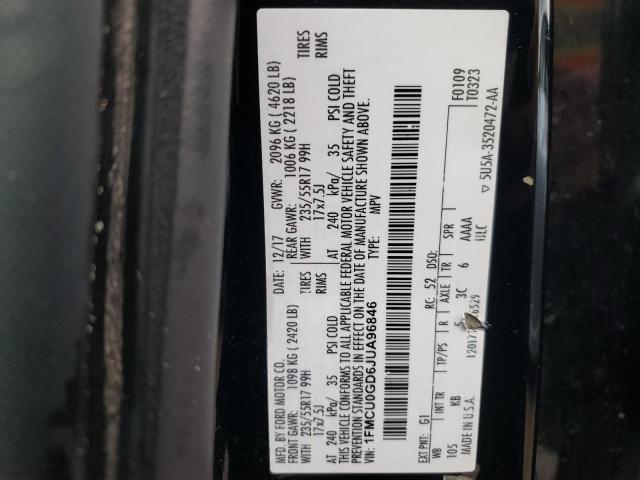 MFD. BY FORD MOTOR CO. DATE: 12/17 GVWR: 2096 KG ( 4620 LB)
FRONT GAWR: 1098 KG ( 2420 LB) REAR GAWR: 1006 KG ( 2218 LB)
WITH 235/55R17 99H TIRES WITH 235/55R17 99H TIRES
17x7.5J RIMS 17x7.5J RIMS
AT 240 kPa/ 35 PSI COLD AT 240 kPa/ 35 PSI COLD
THIS VEHICLE CONFORMS TO ALL APPLICABLE FEDERAL MOTOR VEHICLE SAFETY AND THEFT
PREVENTION STANDARDS IN EFFECT ON THE DATE OF MANUFACTURE SHOWN ABOVE.
VIN: 1FMCU0GD6JUA96846 TYPE: MPV
F0109
T0323
EXT PNT: G1 RC: 52 DSO:
WB INT TR TP/PS R AXLE TR SPR
105 KB 3C 6 AAAA
MADE IN U.S.A. UILC
▽ 5U5A-3520472-AA